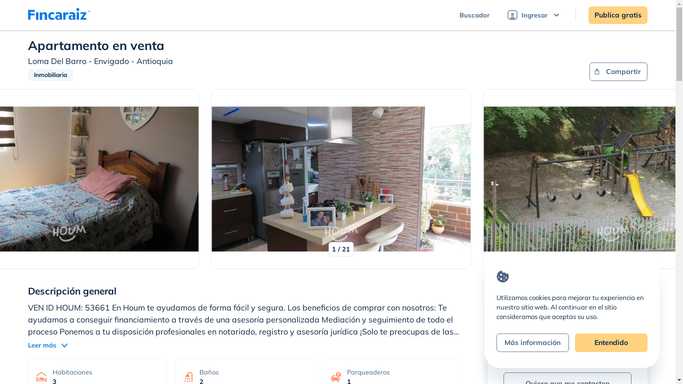 Fincaraiz
Buscador
Ingresar
Publica gratis
Apartamento en venta
Loma Del Barro - Envigado - Antioquia
Inmobiliaria
Compartir
HOUM
HOUM
HOUM
1 / 21
Descripción general
VEN ID HOUM: 53661 En Houm te ayudamos de forma fácil y segura. Los beneficios de comprar con nosotros: Te
ayudamos a conseguir financiamiento a través de una asesoría personalizada Mediación y seguimiento de todo el
proceso Ponemos a tu disposición profesionales en notariado, registro y asesoría jurídica ¡Solo te preocupas de las...
Leer más
Habitaciones
3
Baños
2
Parqueaderos
1
Utilizamos cookies para mejorar tu experiencia en
nuestro sitio web. Al continuar en el sitio
consideramos que aceptas su uso.
Más información
Entendido
Quiero que me contacten